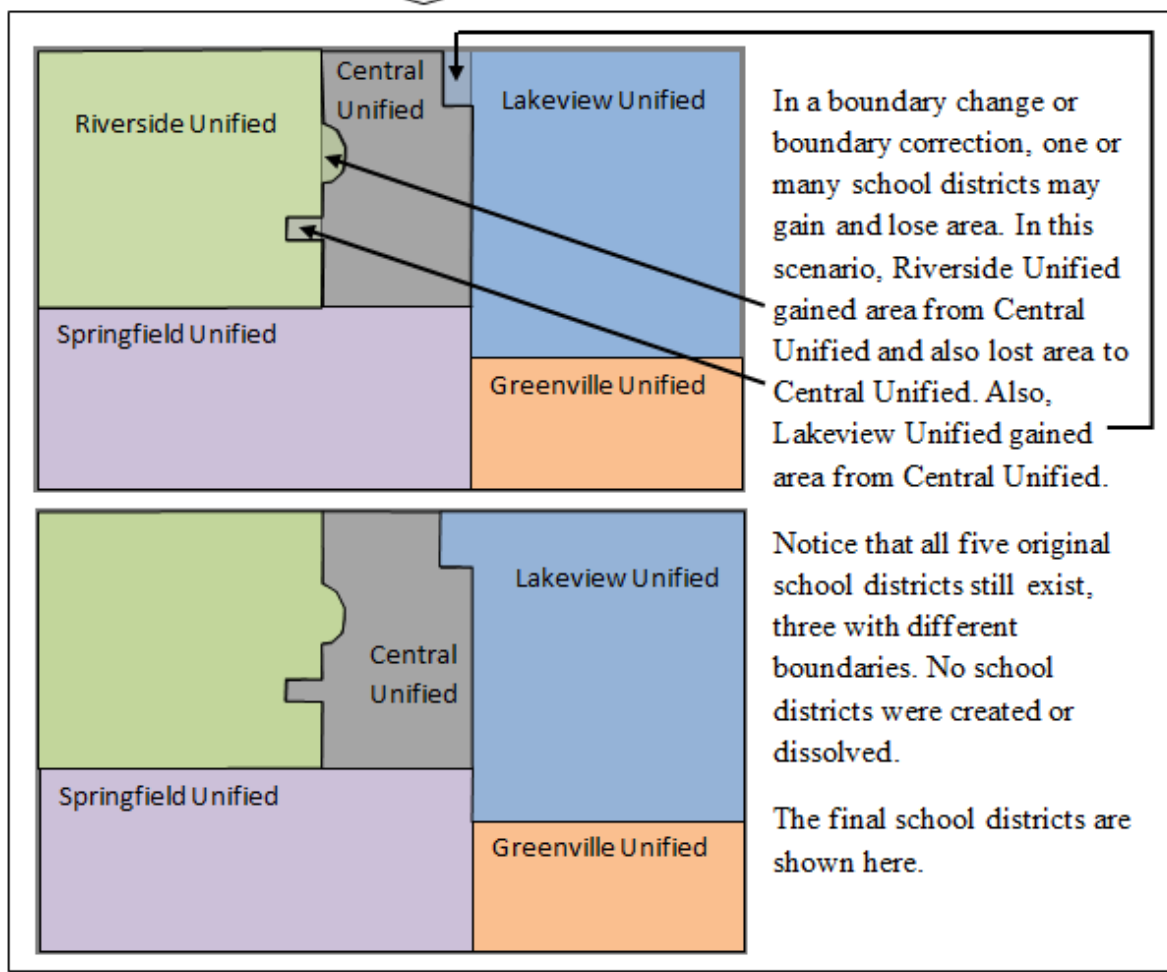 Central
Unified
Lakeview Unified
Riverside Unified
Springfield Unified
Greenville Unified
In a boundary change or
boundary correction, one or
many school districts may
gain and lose area. In this
scenario, Riverside Unified
gained area from Central
Unified and also lost area to
Central Unified. Also,
Lakeview Unified gained
area from Central Unified.
Lakeview Unified
Central
Unified
Springfield Unified
Greenville Unified
Notice that all five original
school districts still exist,
three with different
boundaries. No school
districts were created or
dissolved.
The final school districts are
shown here.